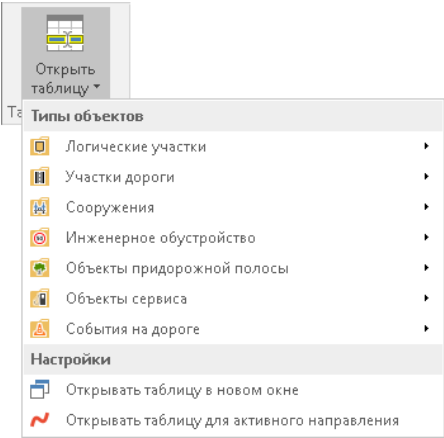 Открыть
таблицу
Та
Типы объектов
Логические участки
Участки дороги
Сооружения
Инженерное обустройство
Объекты придорожной полосы
Объекты сервиса
События на дороге
Настройки
Открывать таблицу в новом окне
Открывать таблицу для активного направления